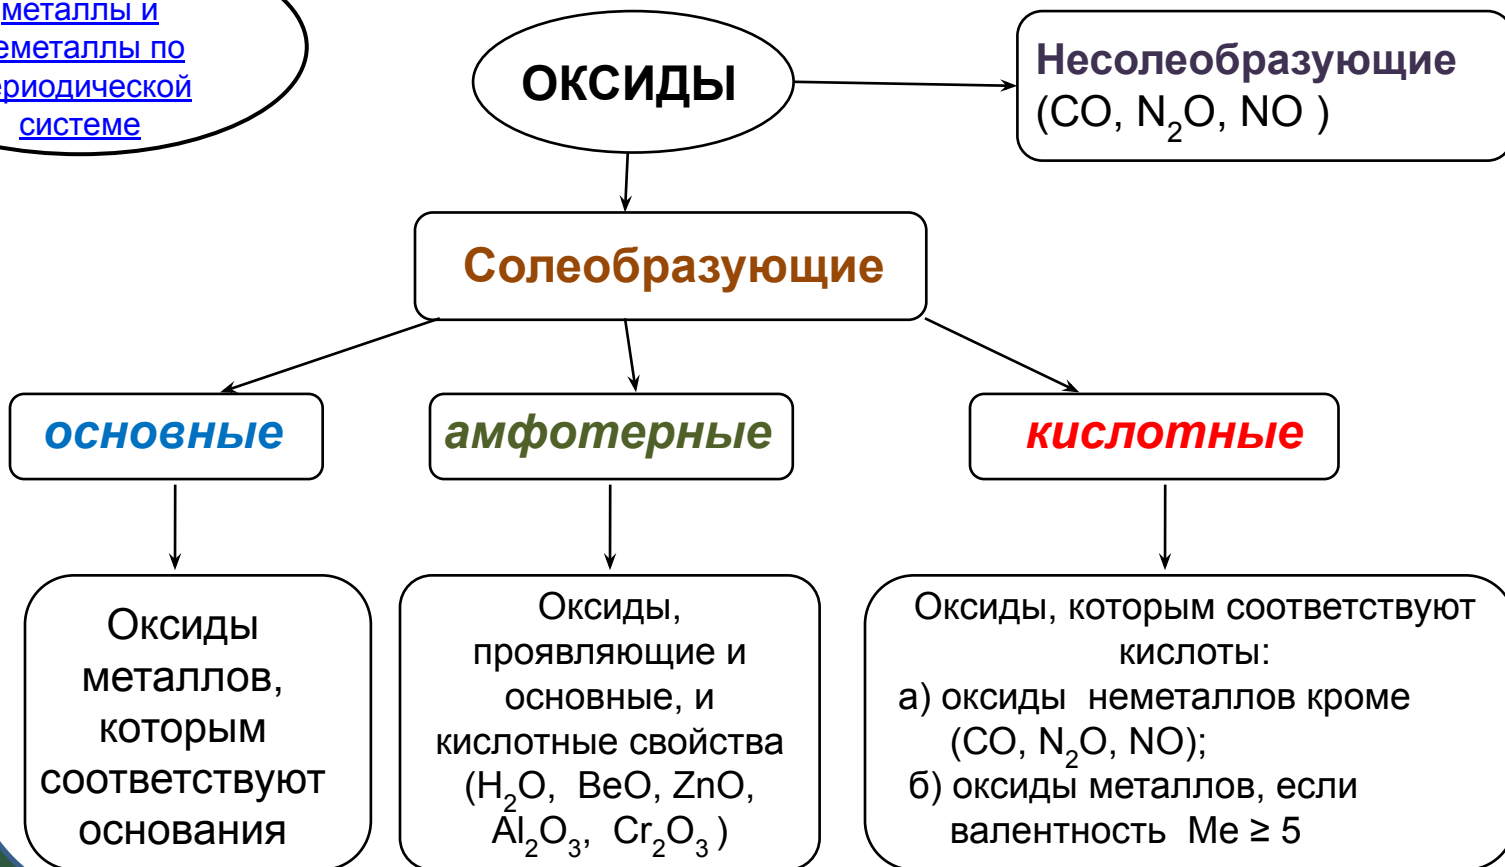 металлы и
еметаллы по
риодической
системе
ОКСИДЫ
Несолеобразующие
(CO, N₂O, NO )
Солеобразующие
основные
амфотерные
кислотные
Оксиды
металлов,
которым
соответствуют
основания
Оксиды,
проявляющие и
основные, и
кислотные свойства
(H₂O, BeO, ZnO,
Al₂O₃, Cr₂O₃ )
Оксиды, которым соответствуют
кислоты:
а) оксиды неметаллов кроме
(CO, N₂O, NO);
б) оксиды металлов, если
валентность Ме ≥ 5